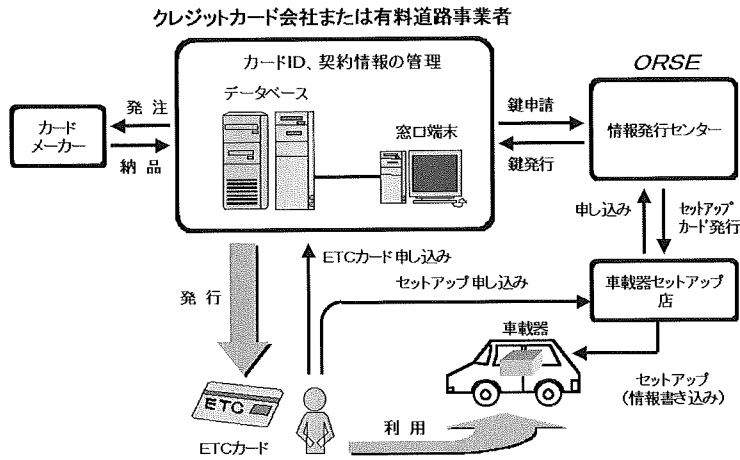 クレジットカード会社または有料道路事業者
カードID、契約情報の管理
データベース
窓口端末
カード
メーカー
発 注
納 品
鍵申請
鍵発行
ORSE
情報発行センター
申し込み
セットアップ
カード発行
車載器セットアップ
店
ETCカード申し込み
セットアップ申し込み
発 行
車載器
セットアップ
（情報書き込み）
ETC
ETCカード
利 用